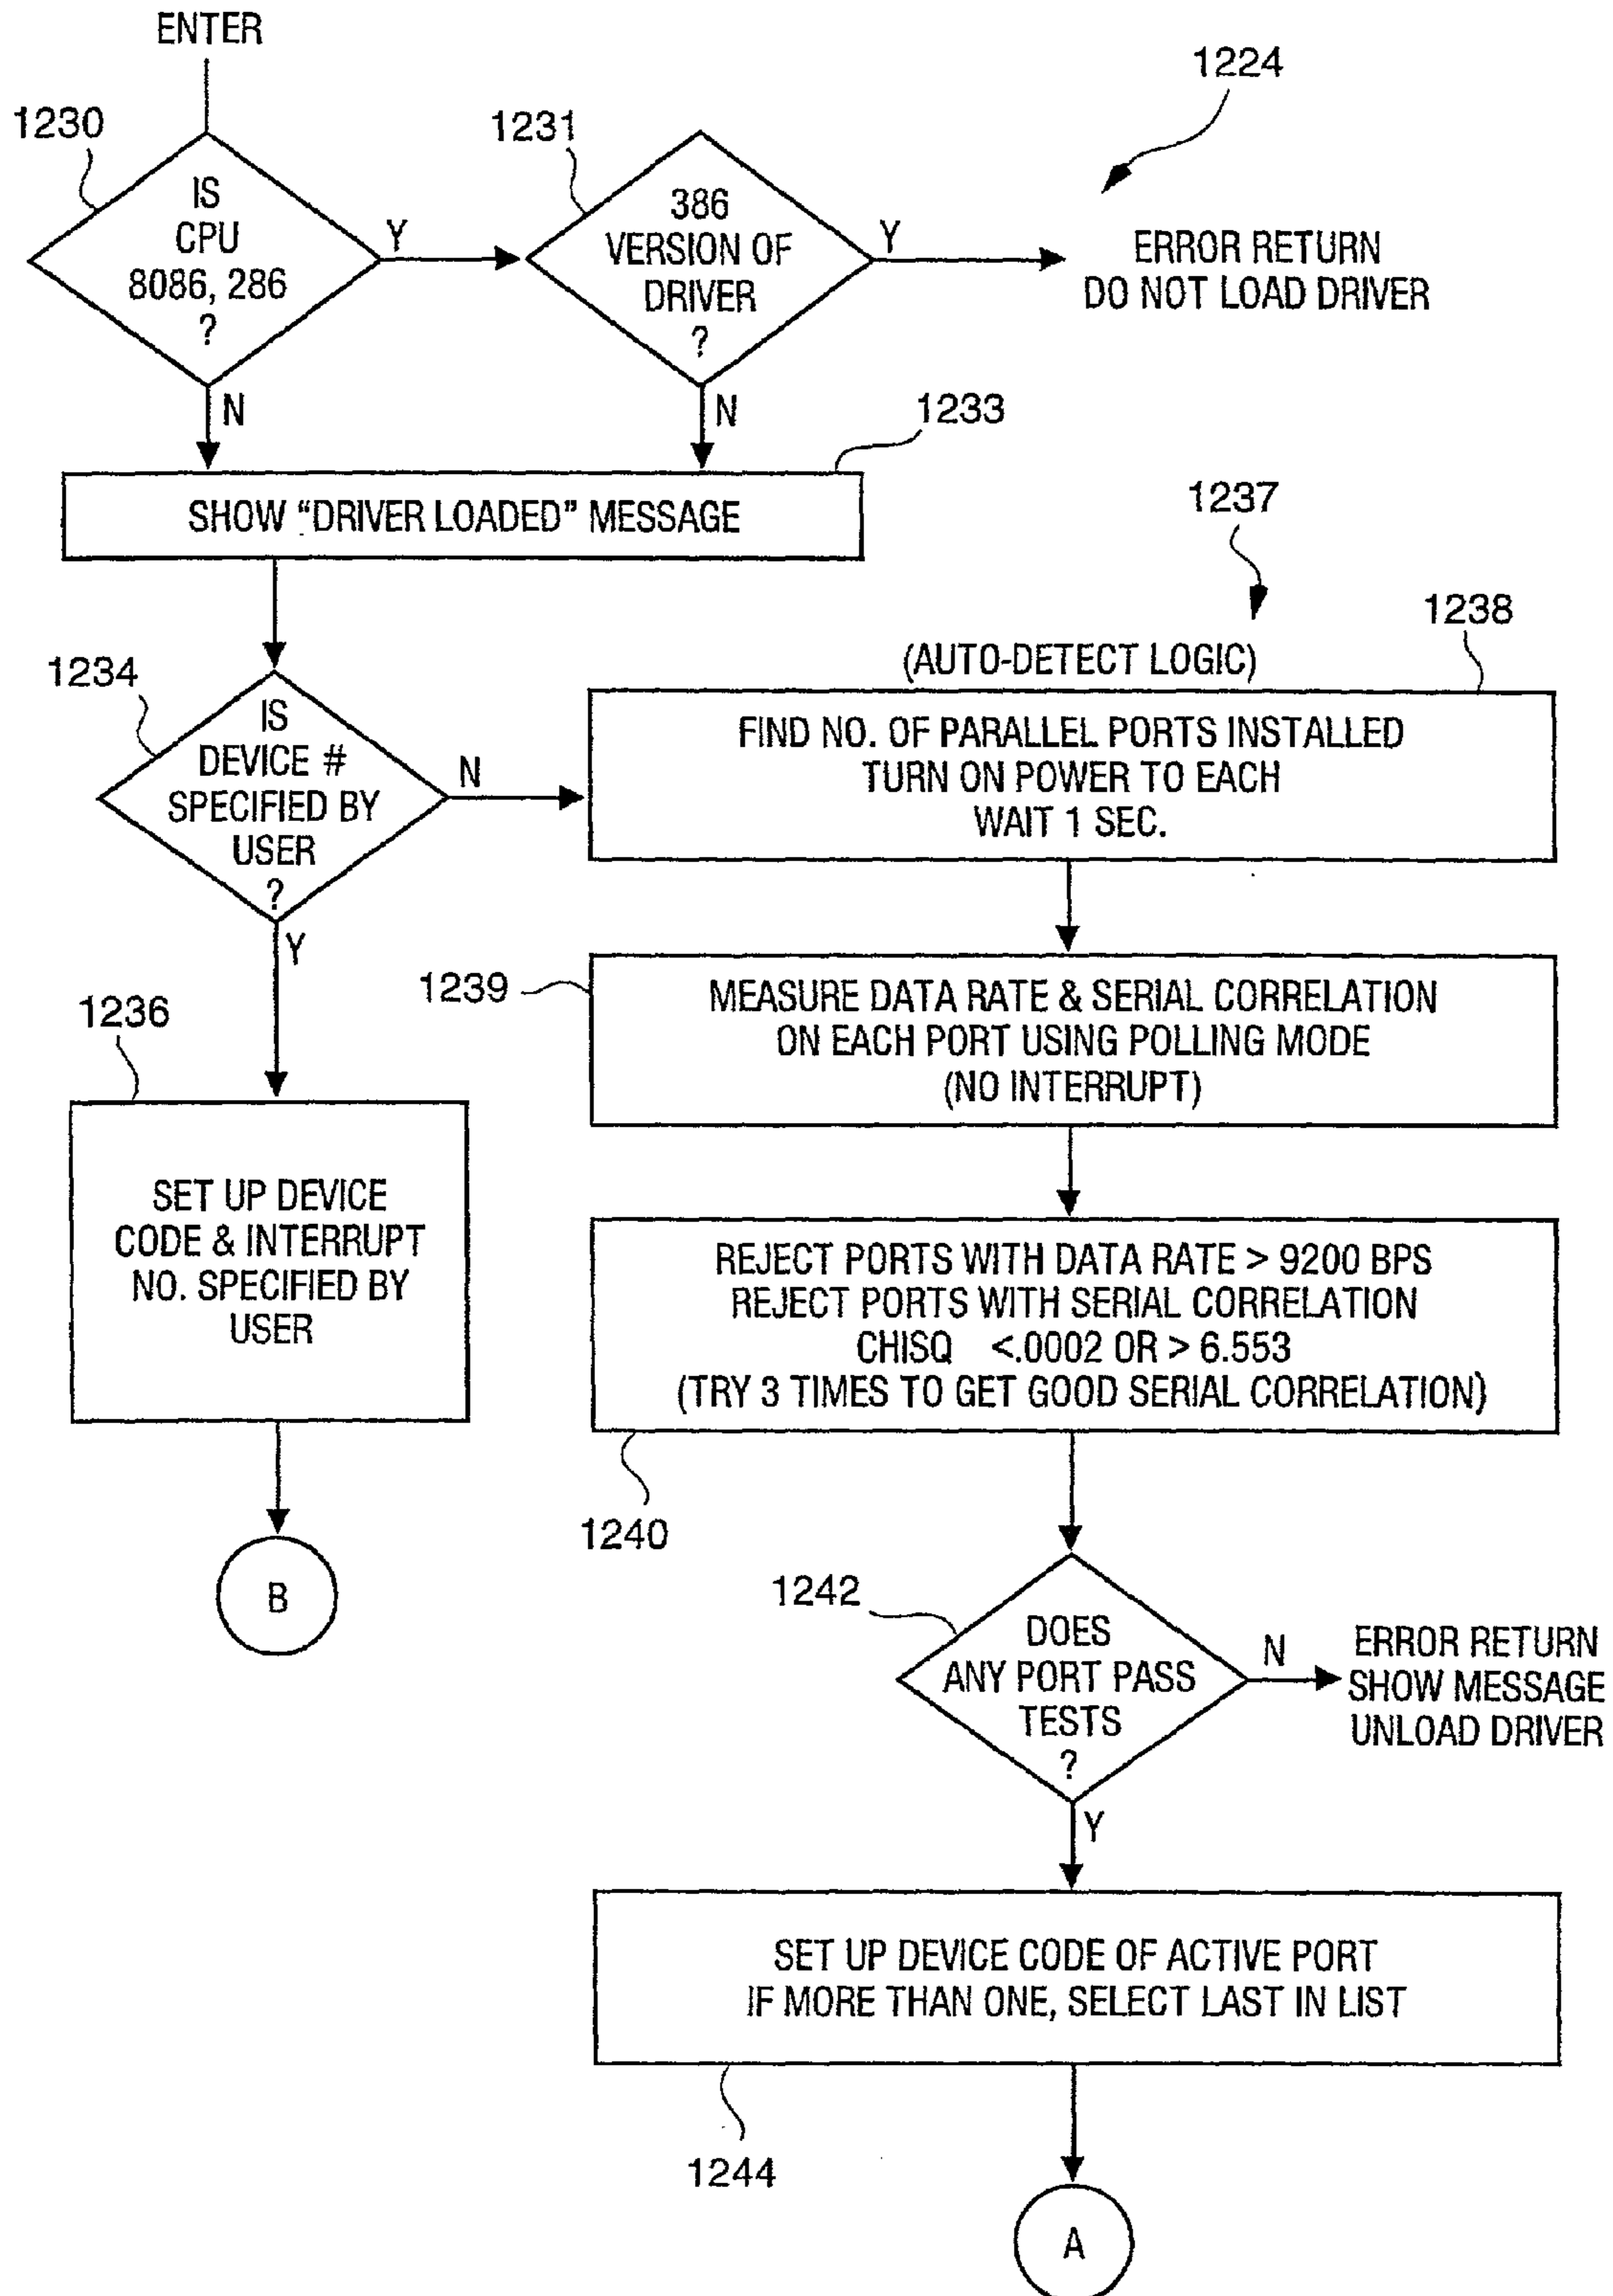 ENTER
1224
1230
1231
IS
CPU
8086, 286
?
Y
N
386
VERSION OF
DRIVER
?
Y
N
ERROR RETURN
DO NOT LOAD DRIVER
1233
SHOW “DRIVER LOADED” MESSAGE
1237
1238
1234
IS
DEVICE #
SPECIFIED BY
USER
?
N
Y
(AUTO-DETECT LOGIC)
FIND NO. OF PARALLEL PORTS INSTALLED
TURN ON POWER TO EACH
WAIT 1 SEC.
1239
MEASURE DATA RATE & SERIAL CORRELATION
ON EACH PORT USING POLLING MODE
(NO INTERRUPT)
1236
SET UP DEVICE
CODE & INTERRUPT
NO. SPECIFIED BY
USER
B
REJECT PORTS WITH DATA RATE > 9200 BPS
REJECT PORTS WITH SERIAL CORRELATION
CHISQ <.0002 OR > 6.553
(TRY 3 TIMES TO GET GOOD SERIAL CORRELATION)
1240
1242
DOES
ANY PORT PASS
TESTS
?
N
ERROR RETURN
SHOW MESSAGE
UNLOAD DRIVER
Y
SET UP DEVICE CODE OF ACTIVE PORT
IF MORE THAN ONE, SELECT LAST IN LIST
1244
A